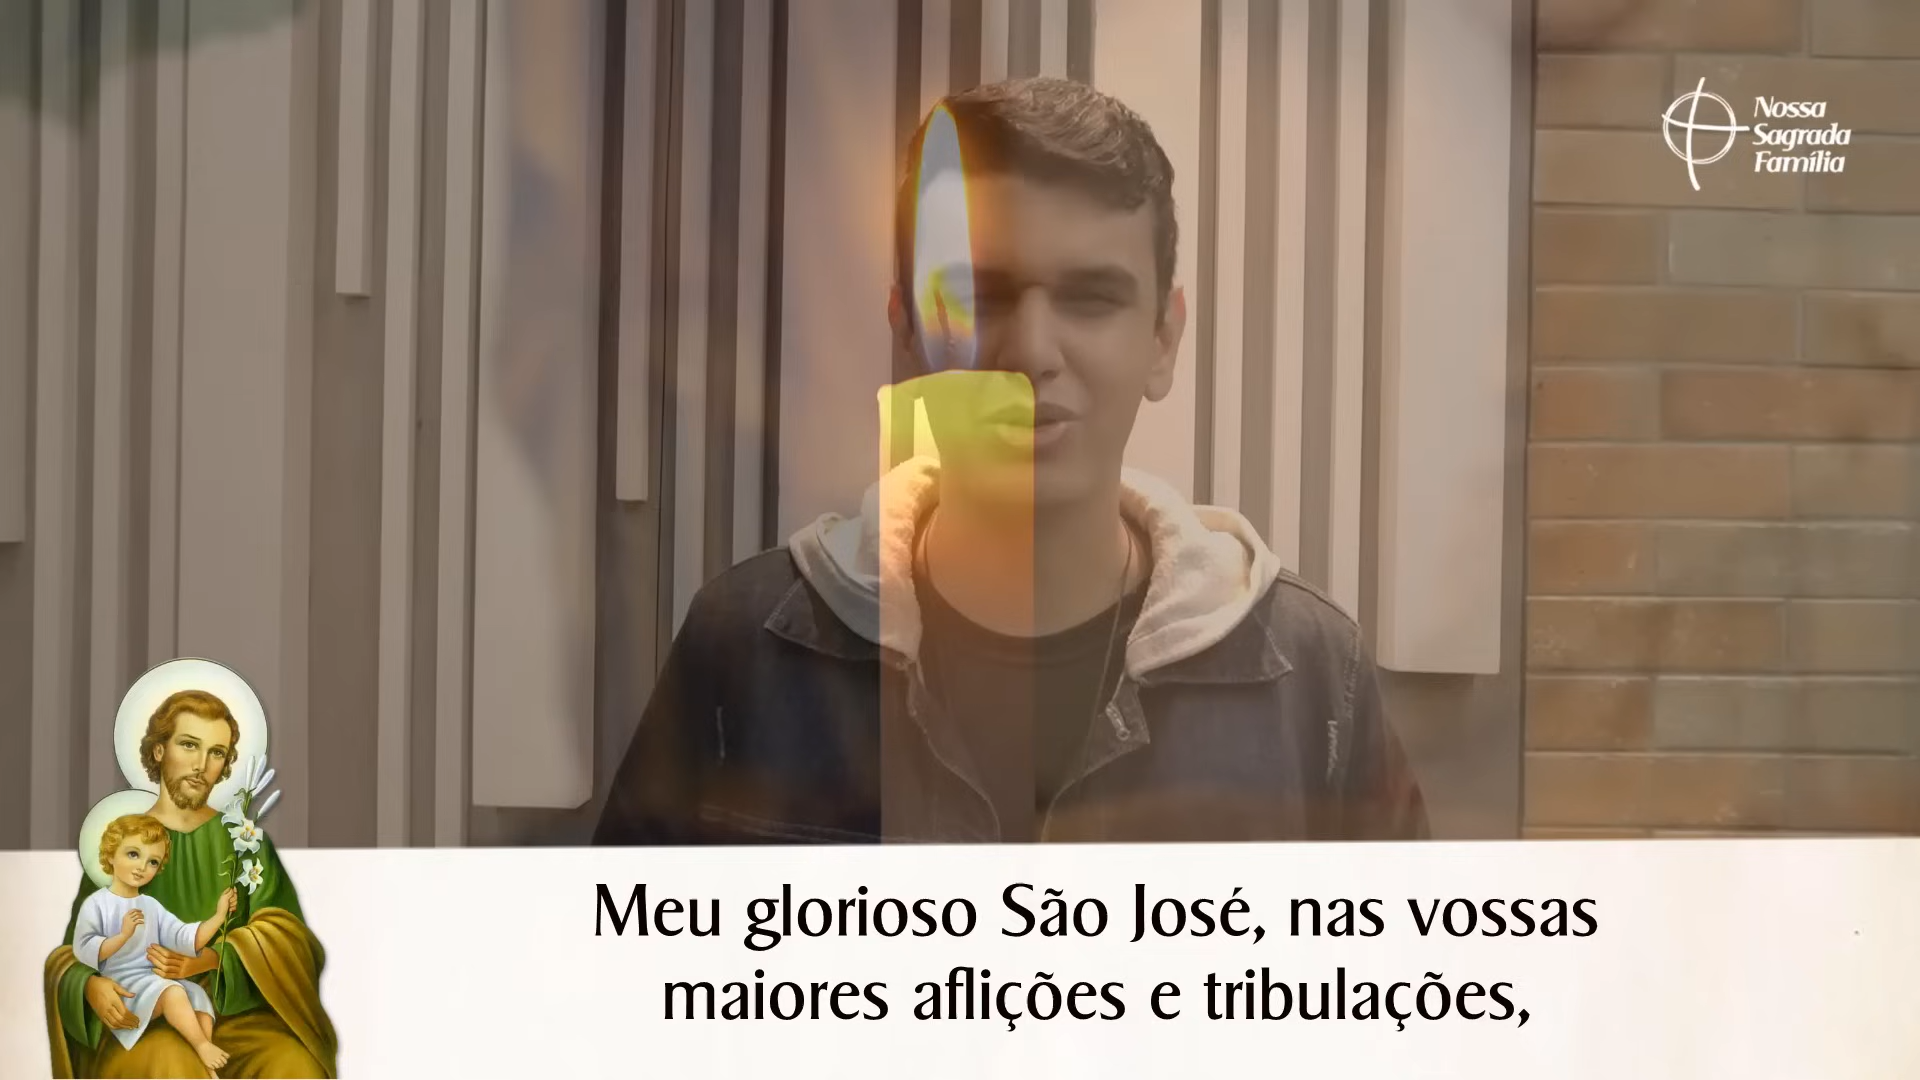 Nossa
Sagrada
Família
Meu glorioso São José, nas vossas
maiores aflições e tribulações,